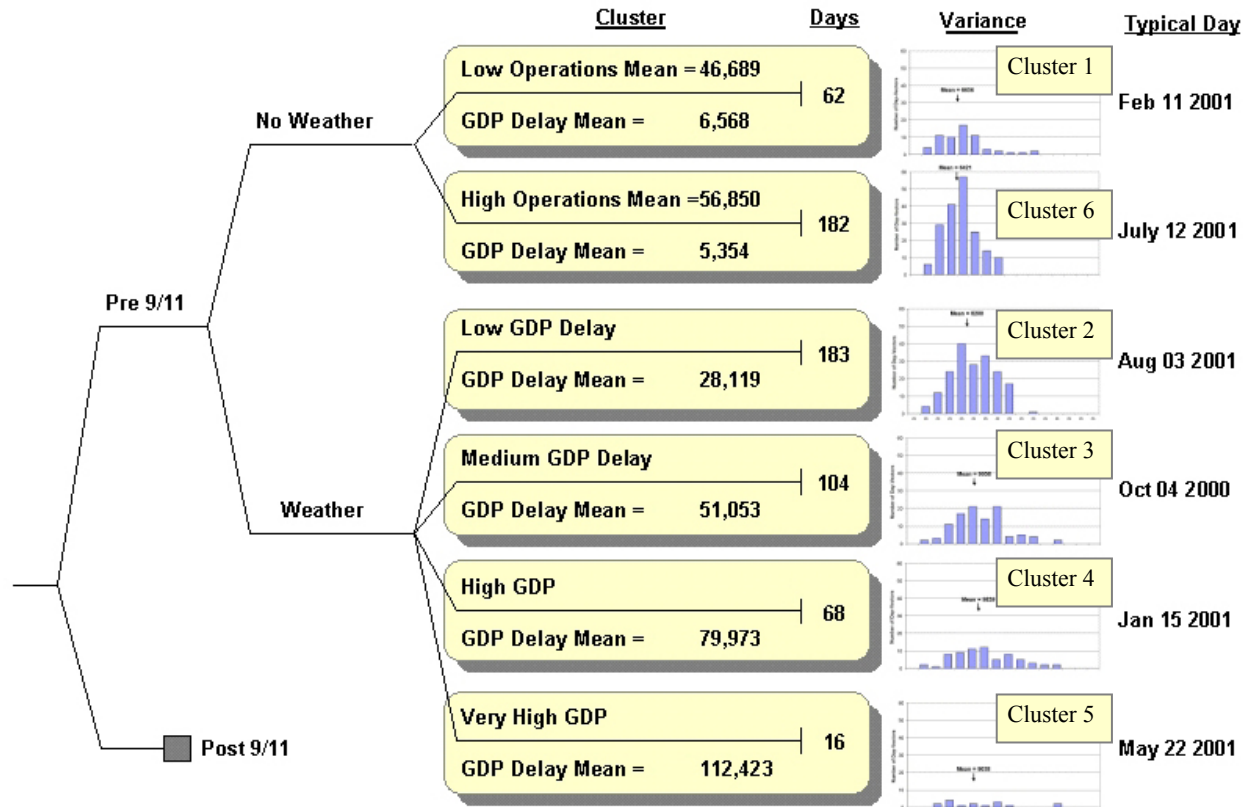 Cluster Days Variance Typical Day
Low Operations Mean = 46,689
GDP Delay Mean = 6,568
62
Cluster 1
Feb 11 2001
No Weather
High Operations Mean =56,850
GDP Delay Mean = 5,354
182
Cluster 6
July 12 2001
Pre 9/11
Low GDP Delay
GDP Delay Mean = 28,119
183
Cluster 2
Aug 03 2001
Medium GDP Delay
GDP Delay Mean = 51,053
104
Cluster 3
Oct 04 2000
Weather
High GDP
GDP Delay Mean = 79,973
68
Cluster 4
Jan 15 2001
Very High GDP
GDP Delay Mean = 112,423
16
Cluster 5
May 22 2001
Post 9/11